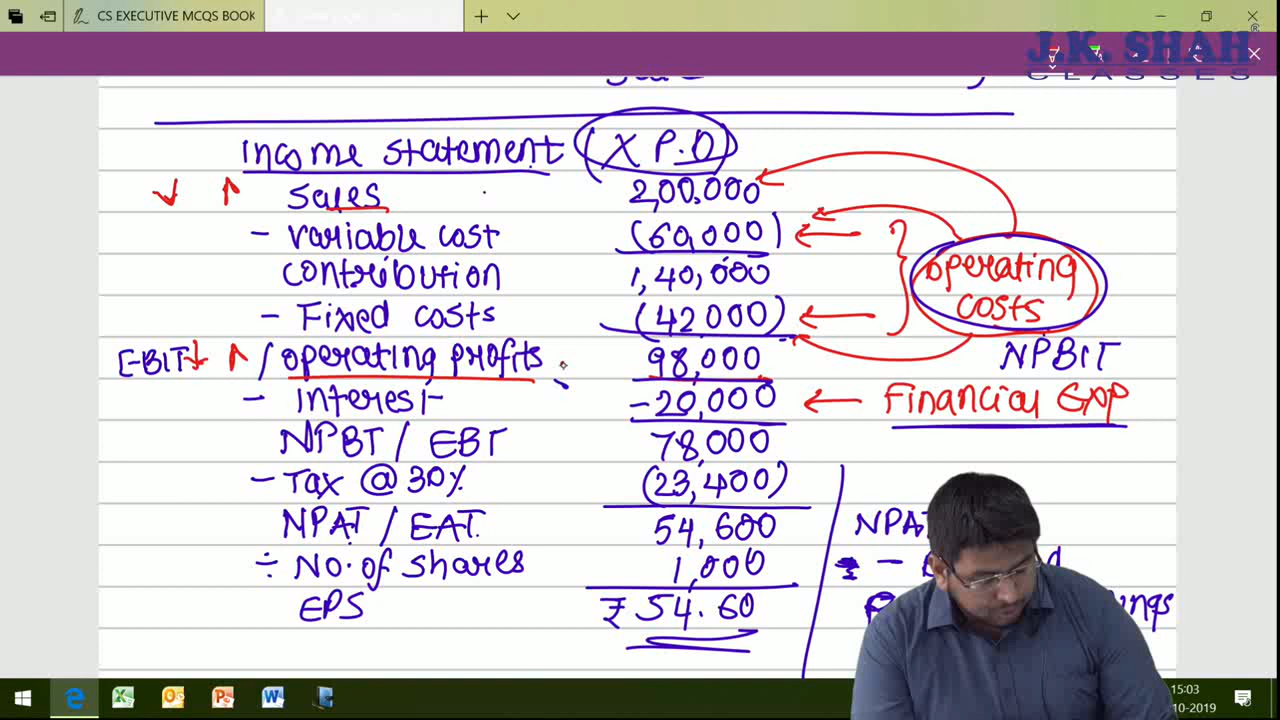 CS EXECUTIVE MCQS BOOK
J.K. SHAH ®
CLASSES
Income statement (X P.D)
Sales 2,00,000
- variable cost (60,000)
contribution 1,40,000
- Fixed costs (42,000)
operating
costs
EBIT / operating profits 98,000 NPBIT
- Interest -20,000 Financial Exp
NPBT / EBT 78,000
- Tax @ 30% (23,400)
NPAT / EAT 54,600
÷ No. of shares 1,000
EPS ₹ 54.60
15:03
10-2019